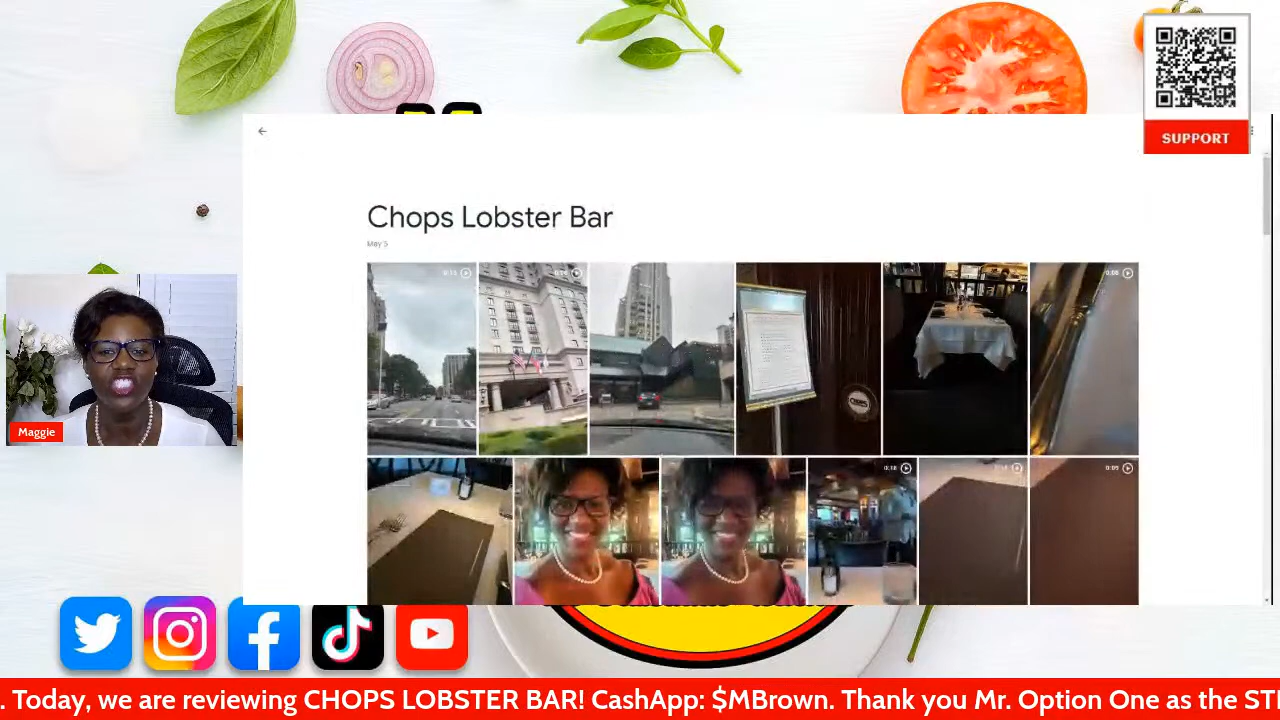 SUPPORT
Chops Lobster Bar
May 5
Maggie
. Today, we are reviewing CHOPS LOBSTER BAR! CashApp: $MBrown. Thank you Mr. Option One as the